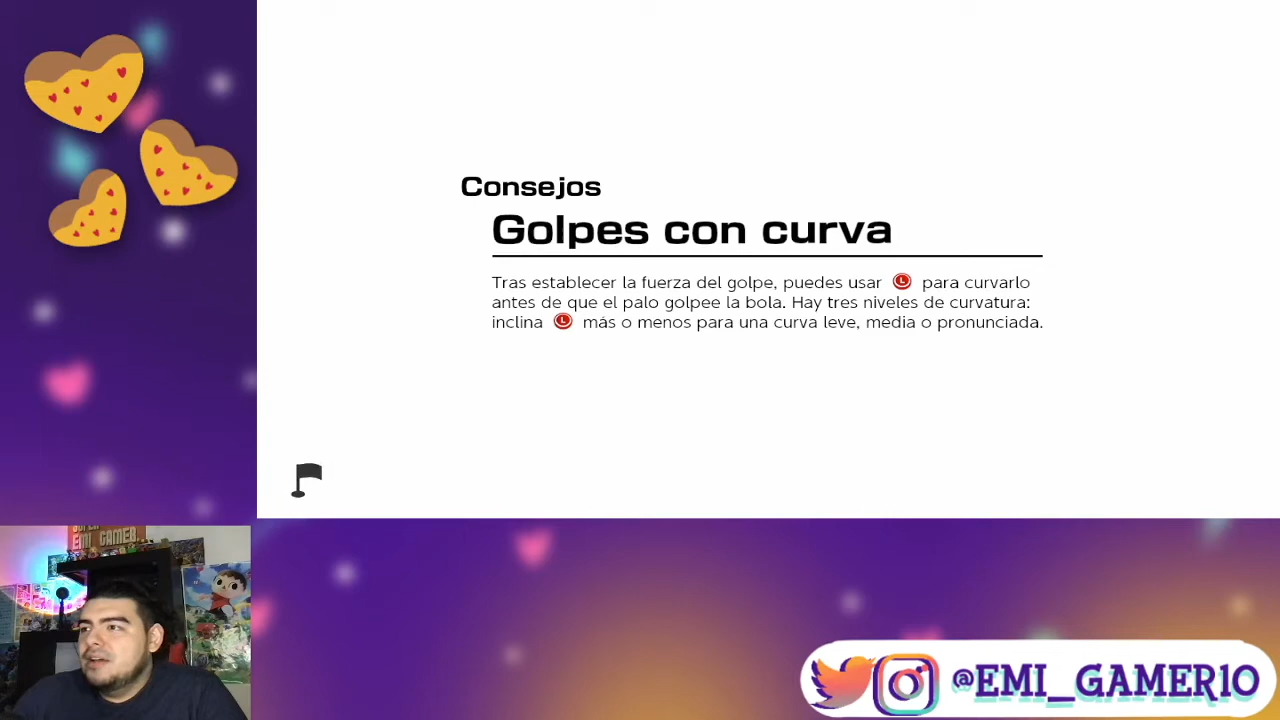 Consejos
Golpes con curva
Tras establecer la fuerza del golpe, puedes usar L para curvarlo
antes de que el palo golpee la bola. Hay tres niveles de curvatura:
inclina L más o menos para una curva leve, media o pronunciada.
EMI_GAMER
@EMI_GAMER10